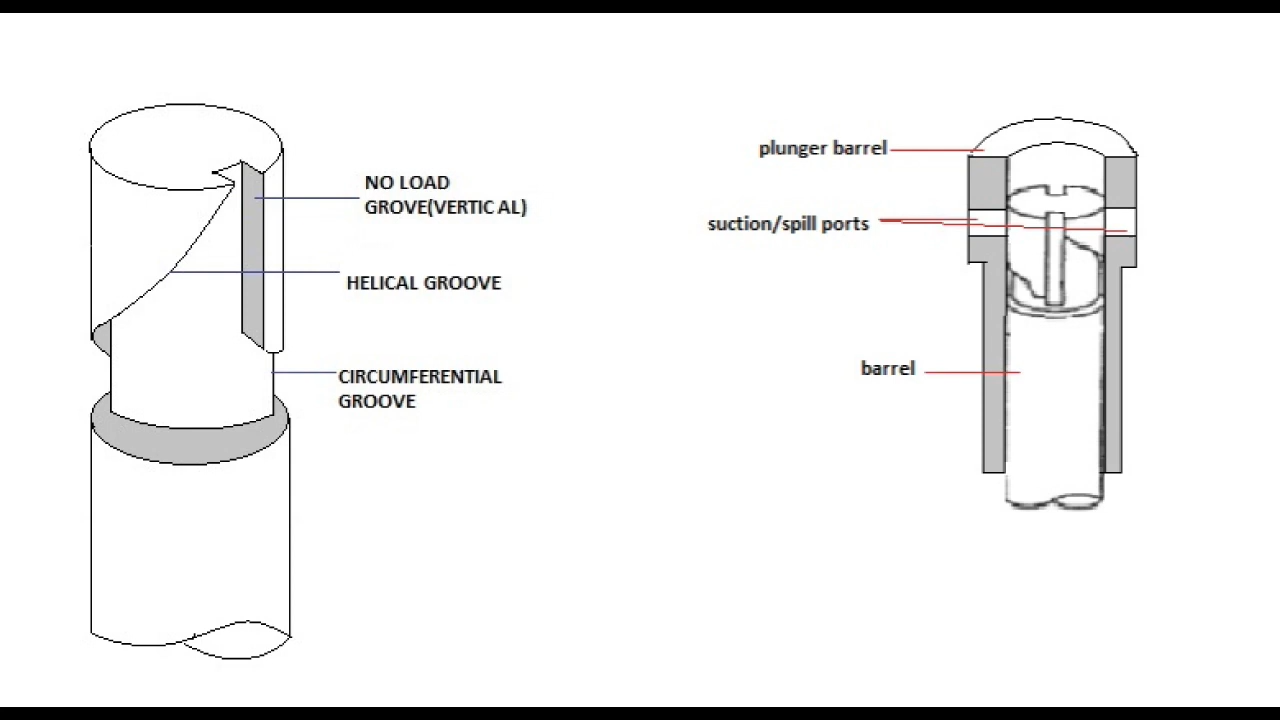 NO LOAD
GROVE(VERTIC AL)
HELICAL GROOVE
CIRCUMFERENTIAL
GROOVE
plunger barrel
suction/spill ports
barrel